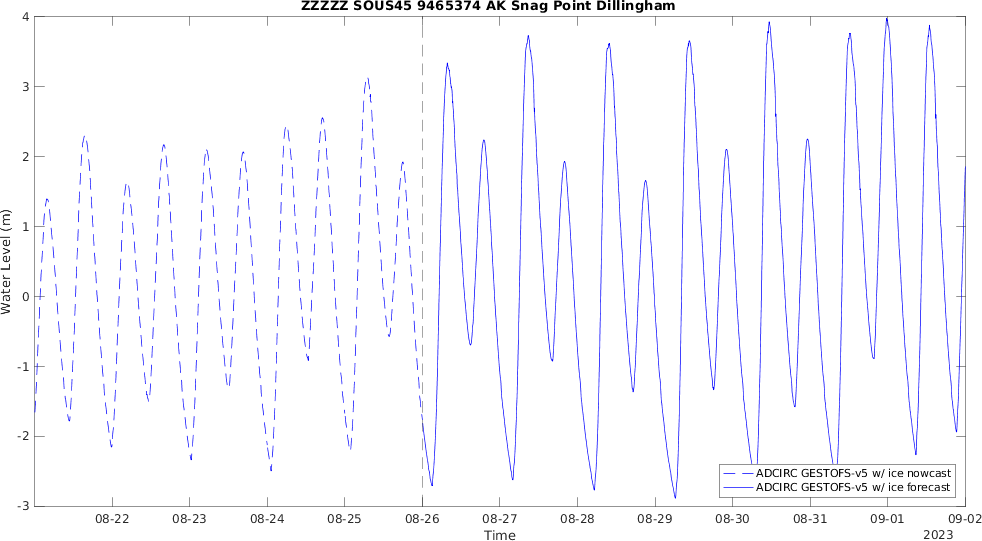 ZZZZZ SOUS45 9465374 AK Snag Point Dillingham
Water Level (m)
4
3
2
1
0
-1
-2
-3
ADCIRC GESTOFS-v5 w/ ice nowcast
ADCIRC GESTOFS-v5 w/ ice forecast
08-22 08-23 08-24 08-25 08-26 08-27 08-28 08-29 08-30 08-31 09-01 09-02
Time
2023